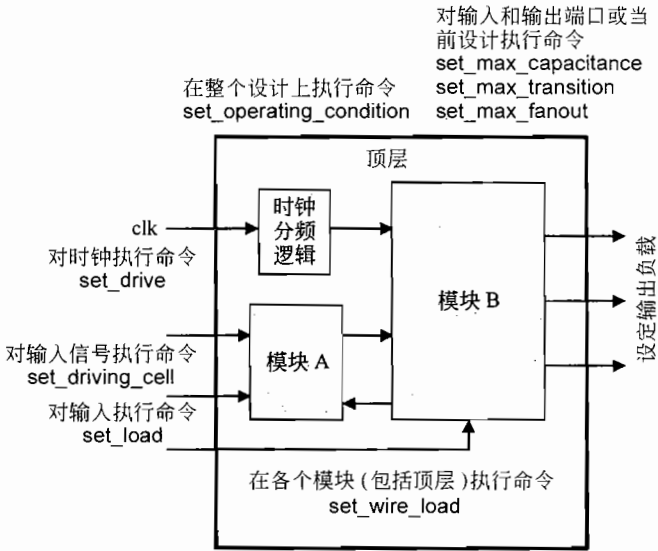 对输入和输出端口或当
前设计执行命令
set_max_capacitance
set_max_transition
set_max_fanout
在整个设计上执行命令
set_operating_condition
顶层
时钟
分频
逻辑
clk
对时钟执行命令
set_drive
模块 B
设定输出负载
模块 A
对输入信号执行命令
set_driving_cell
对输入执行命令
set_load
在各个模块(包括顶层)执行命令
set_wire_load